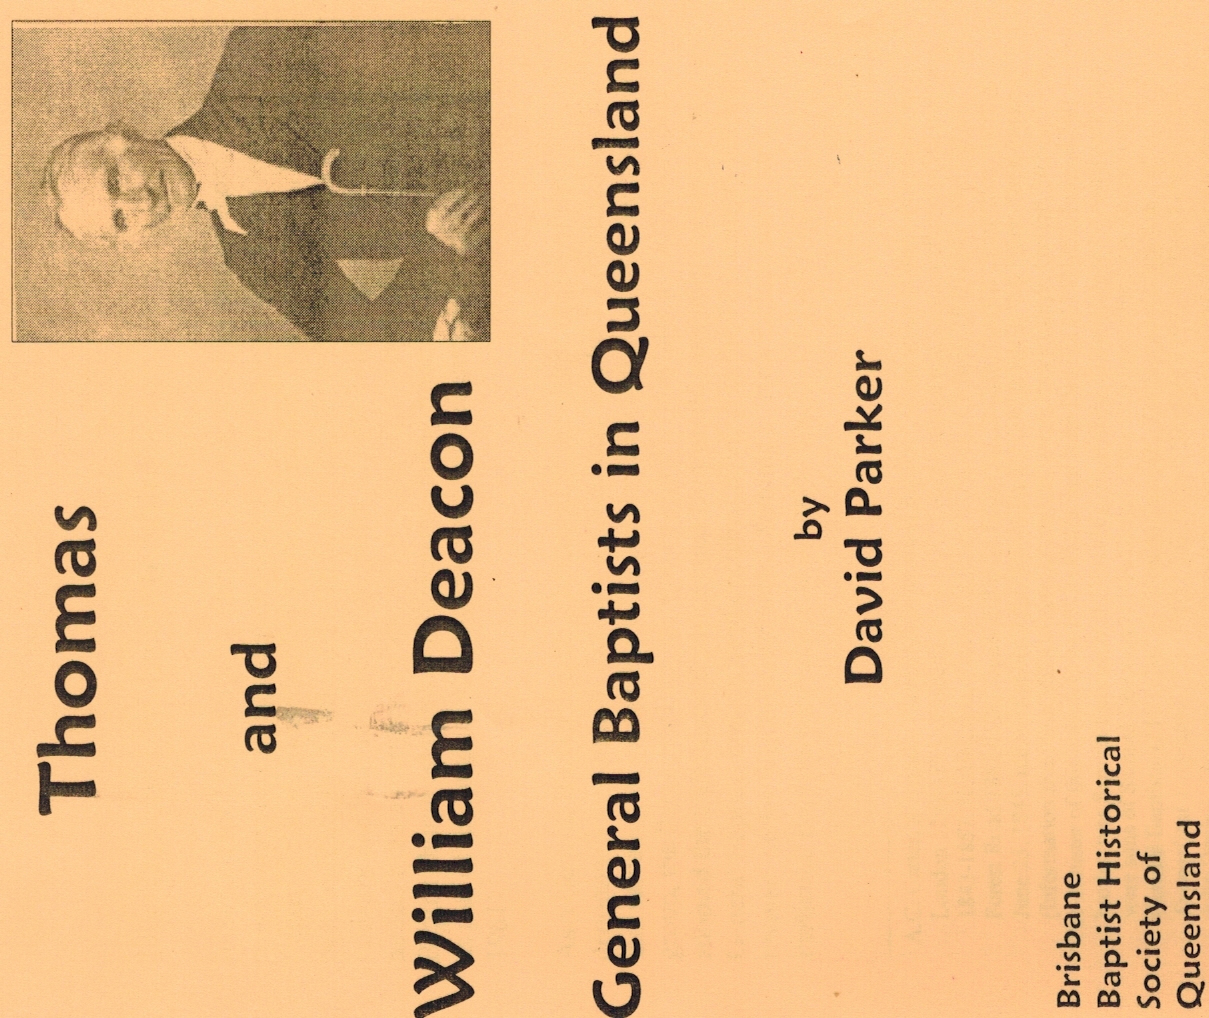 Thomas
and
William Deacon
General Baptists in Queensland
by
David Parker
Brisbane
Baptist Historical
Society of
Queensland